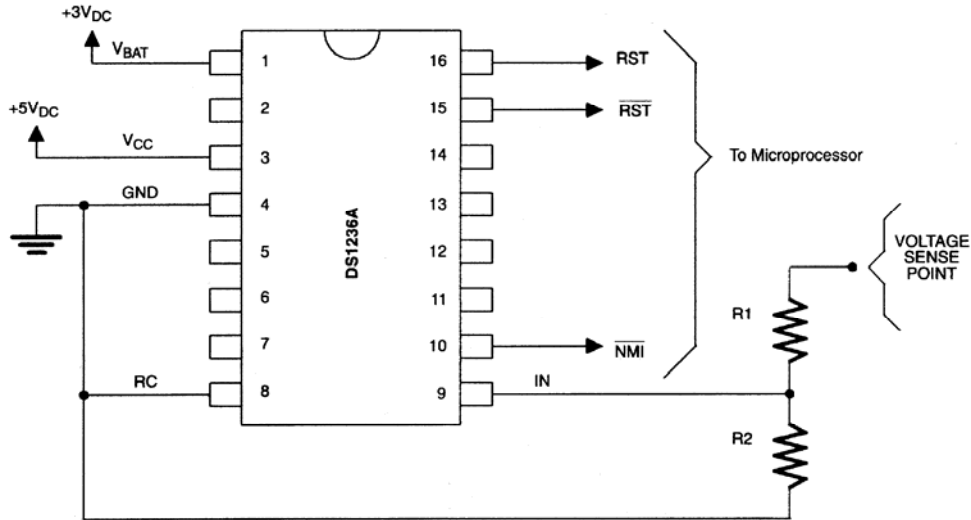 +3VDC
VBAT
1
16
RST
2
15
RST
+5VDC
VCC
3
14
To Microprocessor
GND
4
13
DS1236A
5
12
VOLTAGE
SENSE
POINT
6
11
R1
7
10
NMI
RC
8
9
IN
R2